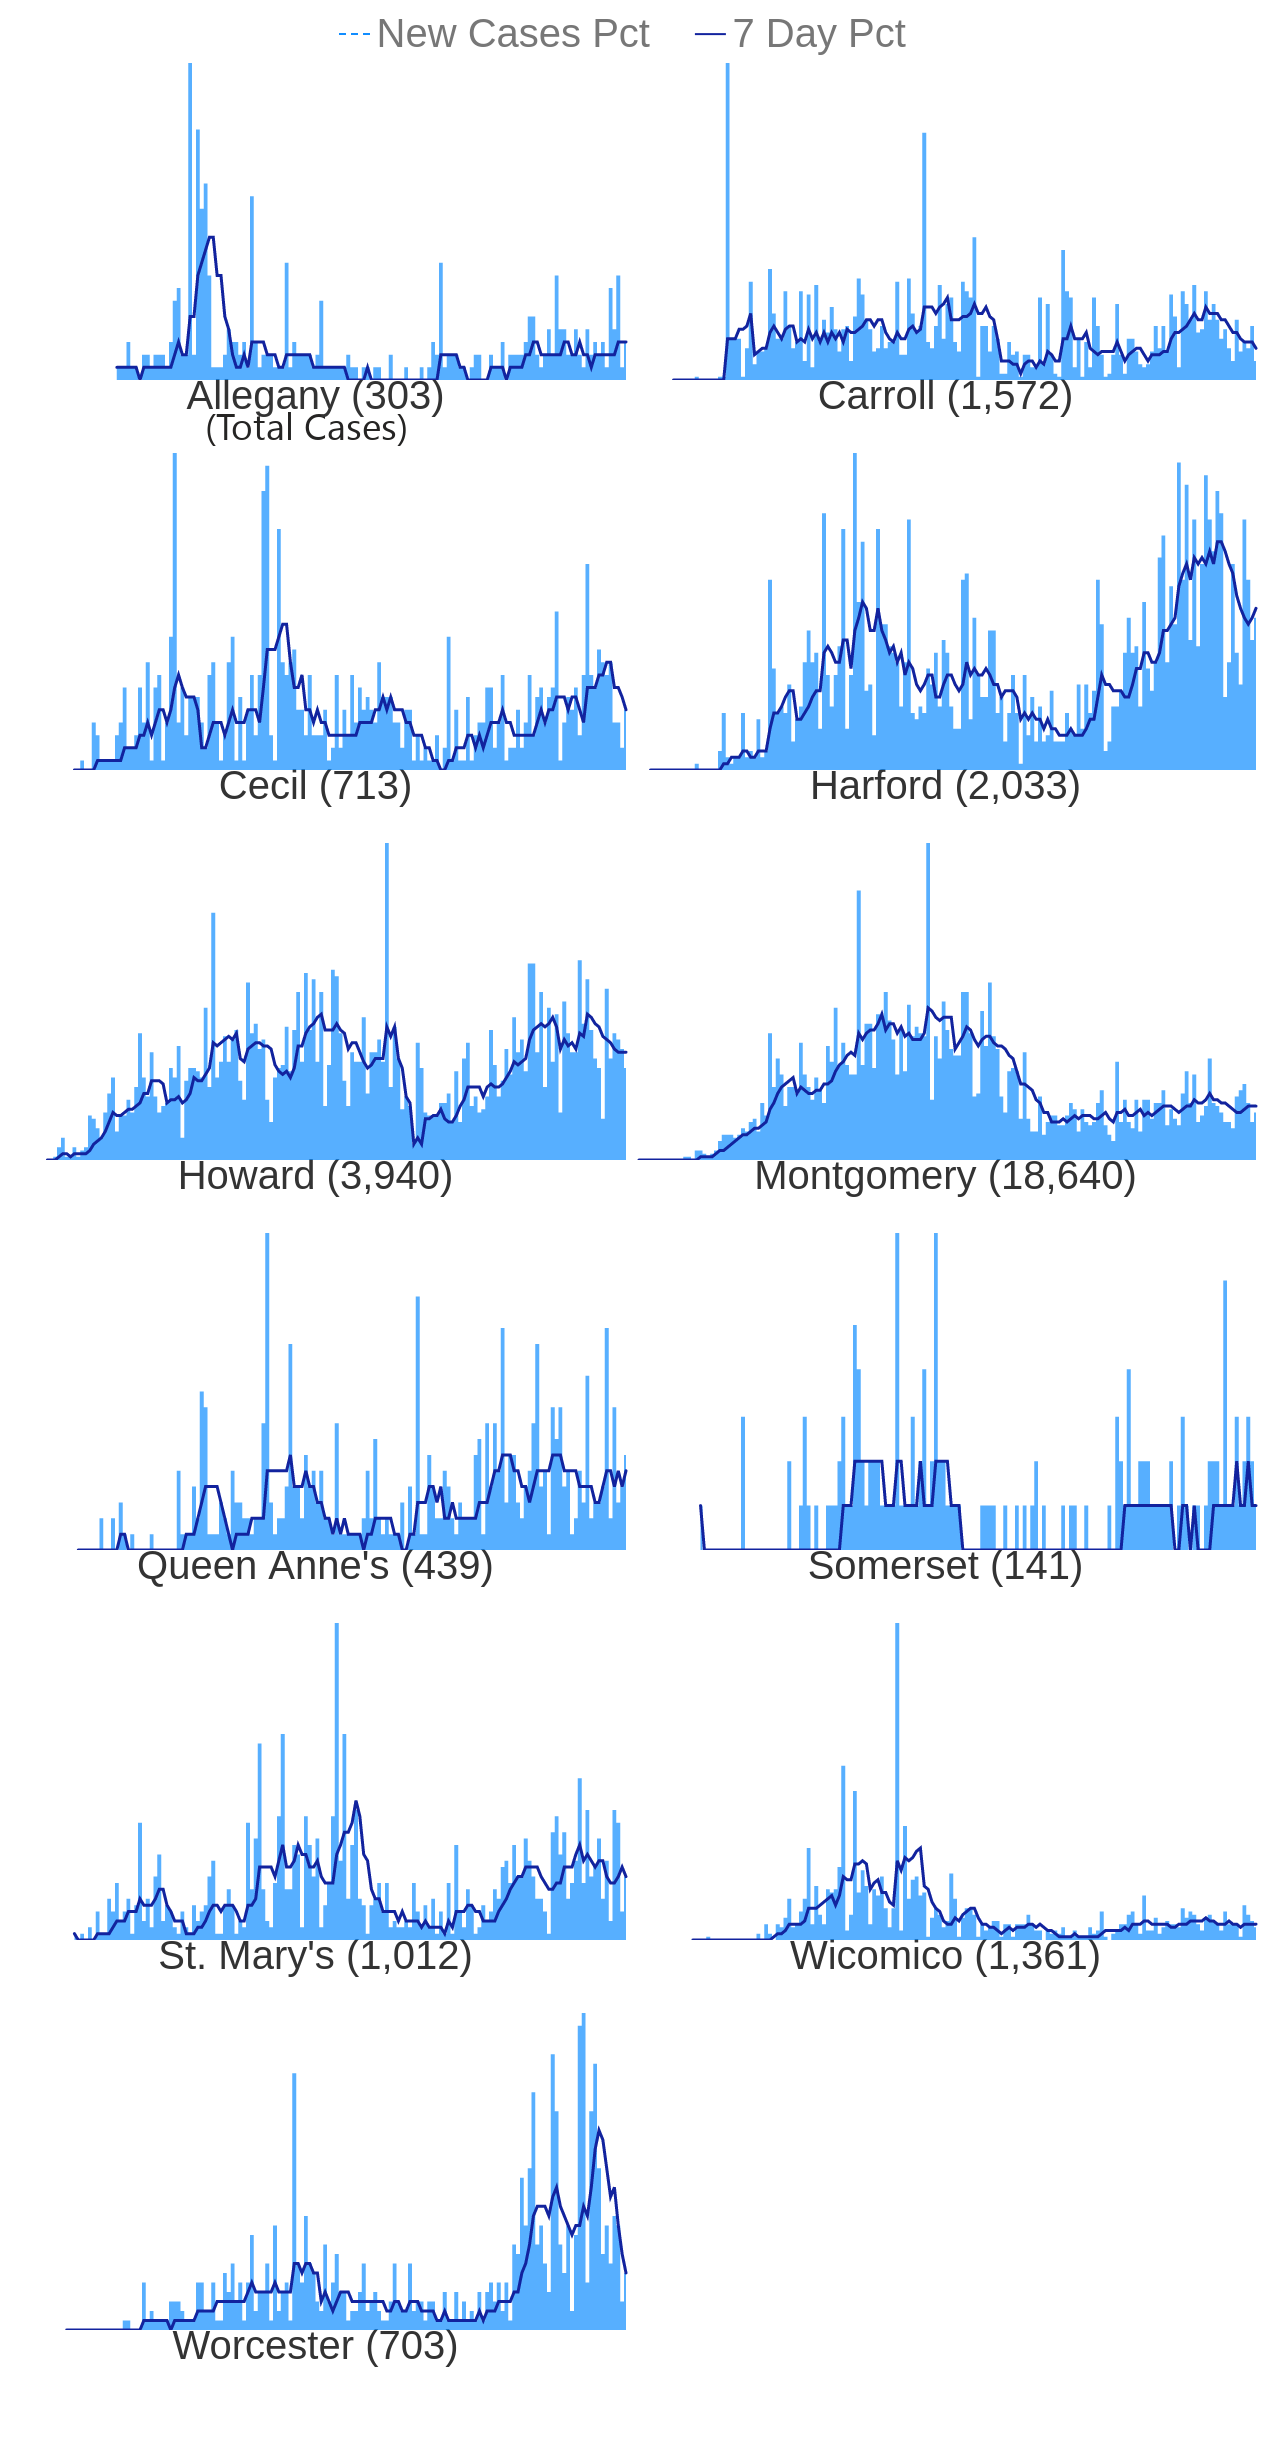 New Cases Pct 7 Day Pct
Allegany (303) Carroll (1,572)
(Total Cases)
Cecil (713) Harford (2,033)
Howard (3,940) Montgomery (18,640)
Queen Anne's (439) Somerset (141)
St. Mary's (1,012) Wicomico (1,361)
Worcester (703)